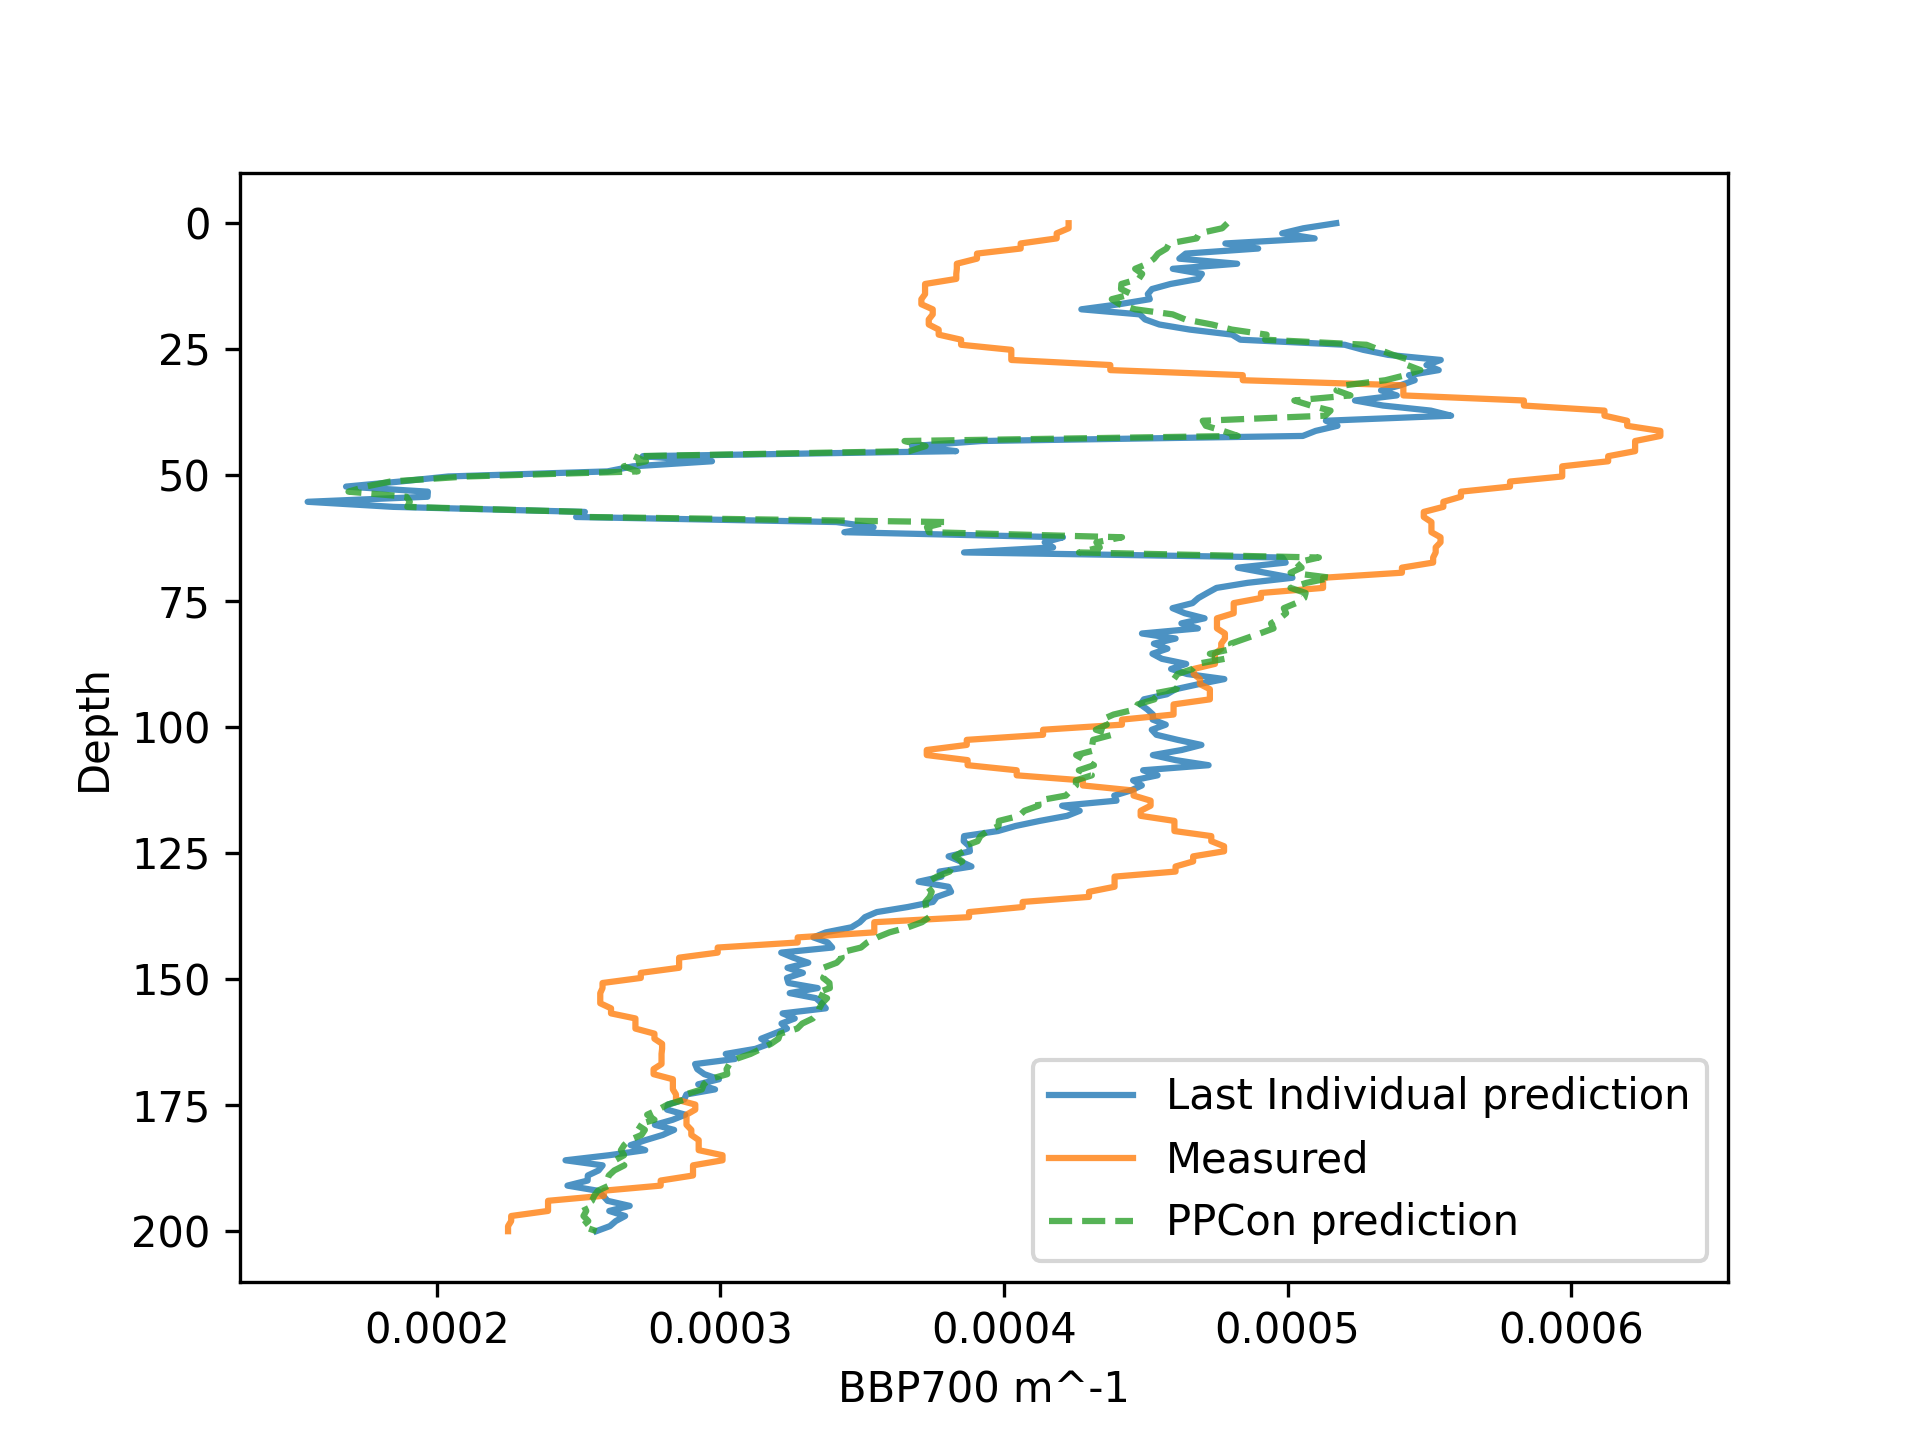 0
25
50
75
100
125
150
175
200
Depth
0.0002 0.0003 0.0004 0.0005 0.0006
BBP700 m^-1
Last Individual prediction
Measured
PPCon prediction